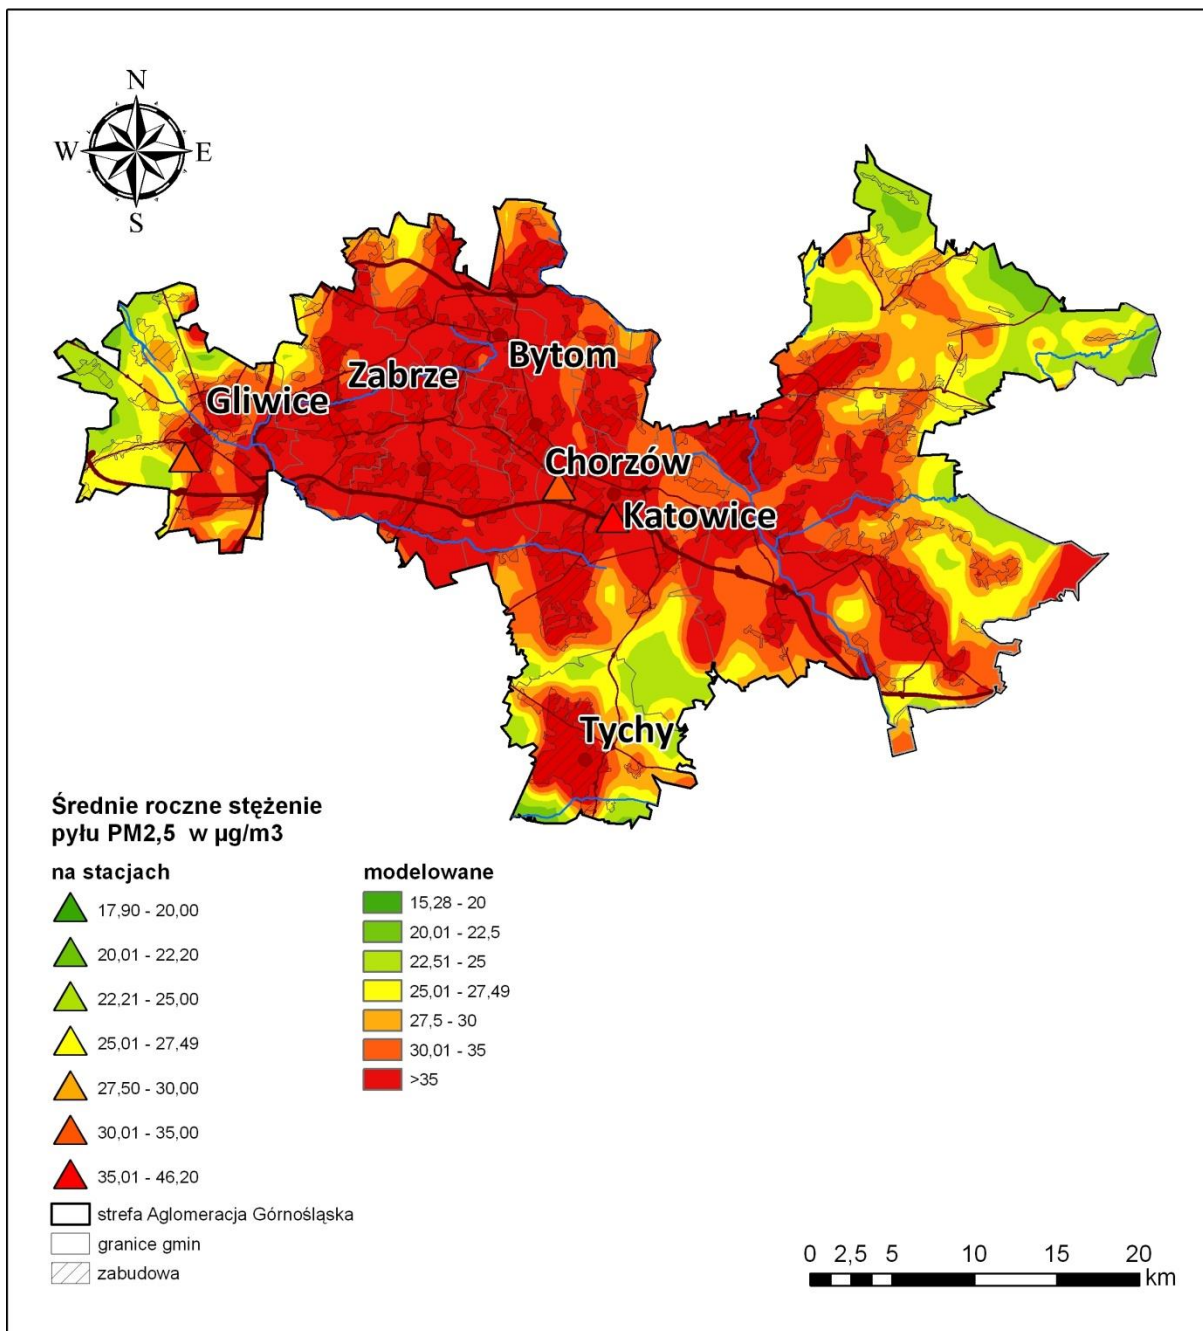 N
W E
S
Bytom
Zabrze
Gliwice
Chorzów
Katowice
Tychy
Średnie roczne stężenie
pyłu PM2,5 w µg/m3
na stacjach
17,90 - 20,00
20,01 - 22,20
22,21 - 25,00
25,01 - 27,49
27,50 - 30,00
30,01 - 35,00
35,01 - 46,20
strefa Aglomeracja Górnośląska
granice gmin
zabudowa
modelowane
15,28 - 20
20,01 - 22,5
22,51 - 25
25,01 - 27,49
27,5 - 30
30,01 - 35
>35
0 2,5 5 10 15 20
km